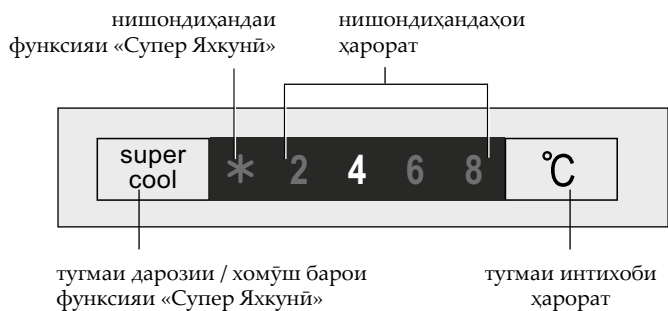 нишондиҳандаи
функсияи «Супер Яхкунӣ»
нишондиҳандаҳои
ҳарорат
super
cool
* 2 4 6 8
℃
тугмаи дарозии / хомӯш барои
функсияи «Супер Яхкунӣ»
тугмаи интихоби
ҳарорат